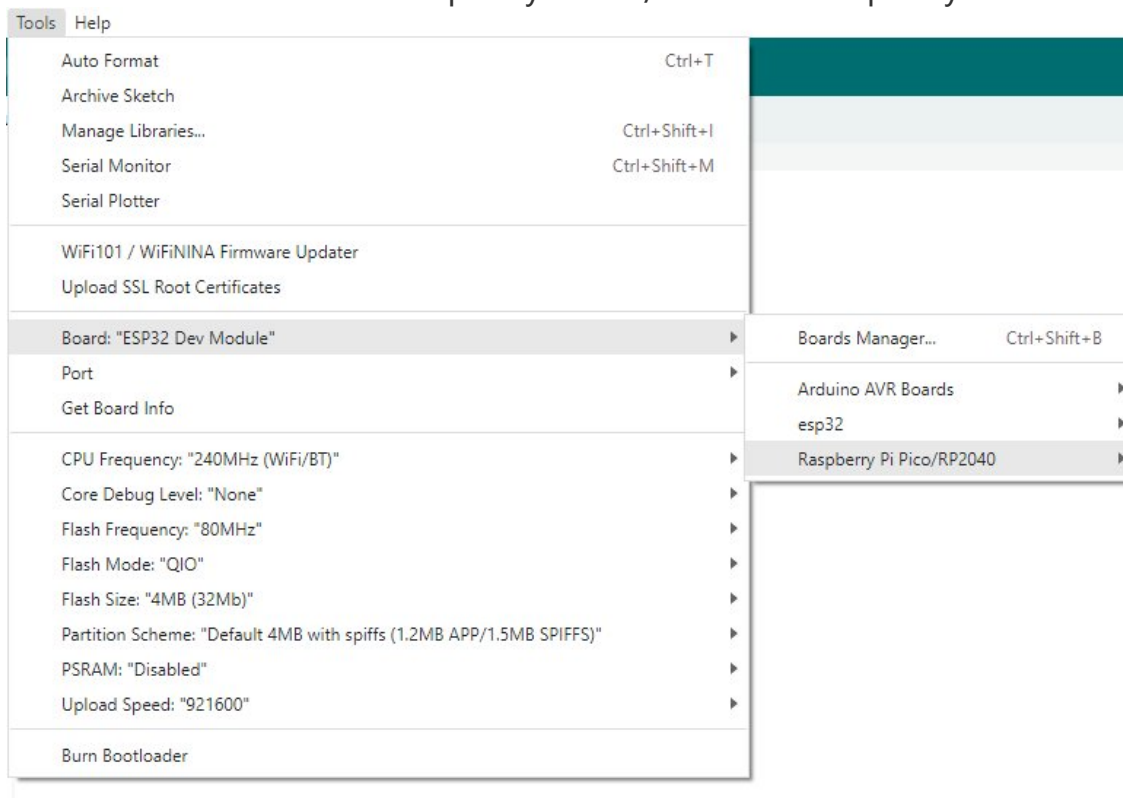 Tools Help
Auto Format Ctrl+T
Archive Sketch
Manage Libraries... Ctrl+Shift+I
Serial Monitor Ctrl+Shift+M
Serial Plotter
WiFi101 / WiFiNINA Firmware Updater
Upload SSL Root Certificates
Board: "ESP32 Dev Module"
Port
Get Board Info
CPU Frequency: "240MHz (WiFi/BT)"
Core Debug Level: "None"
Flash Frequency: "80MHz"
Flash Mode: "QIO"
Flash Size: "4MB (32Mb)"
Partition Scheme: "Default 4MB with spiffs (1.2MB APP/1.5MB SPIFFS)"
PSRAM: "Disabled"
Upload Speed: "921600"
Burn Bootloader
Boards Manager... Ctrl+Shift+B
Arduino AVR Boards
esp32
Raspberry Pi Pico/RP2040